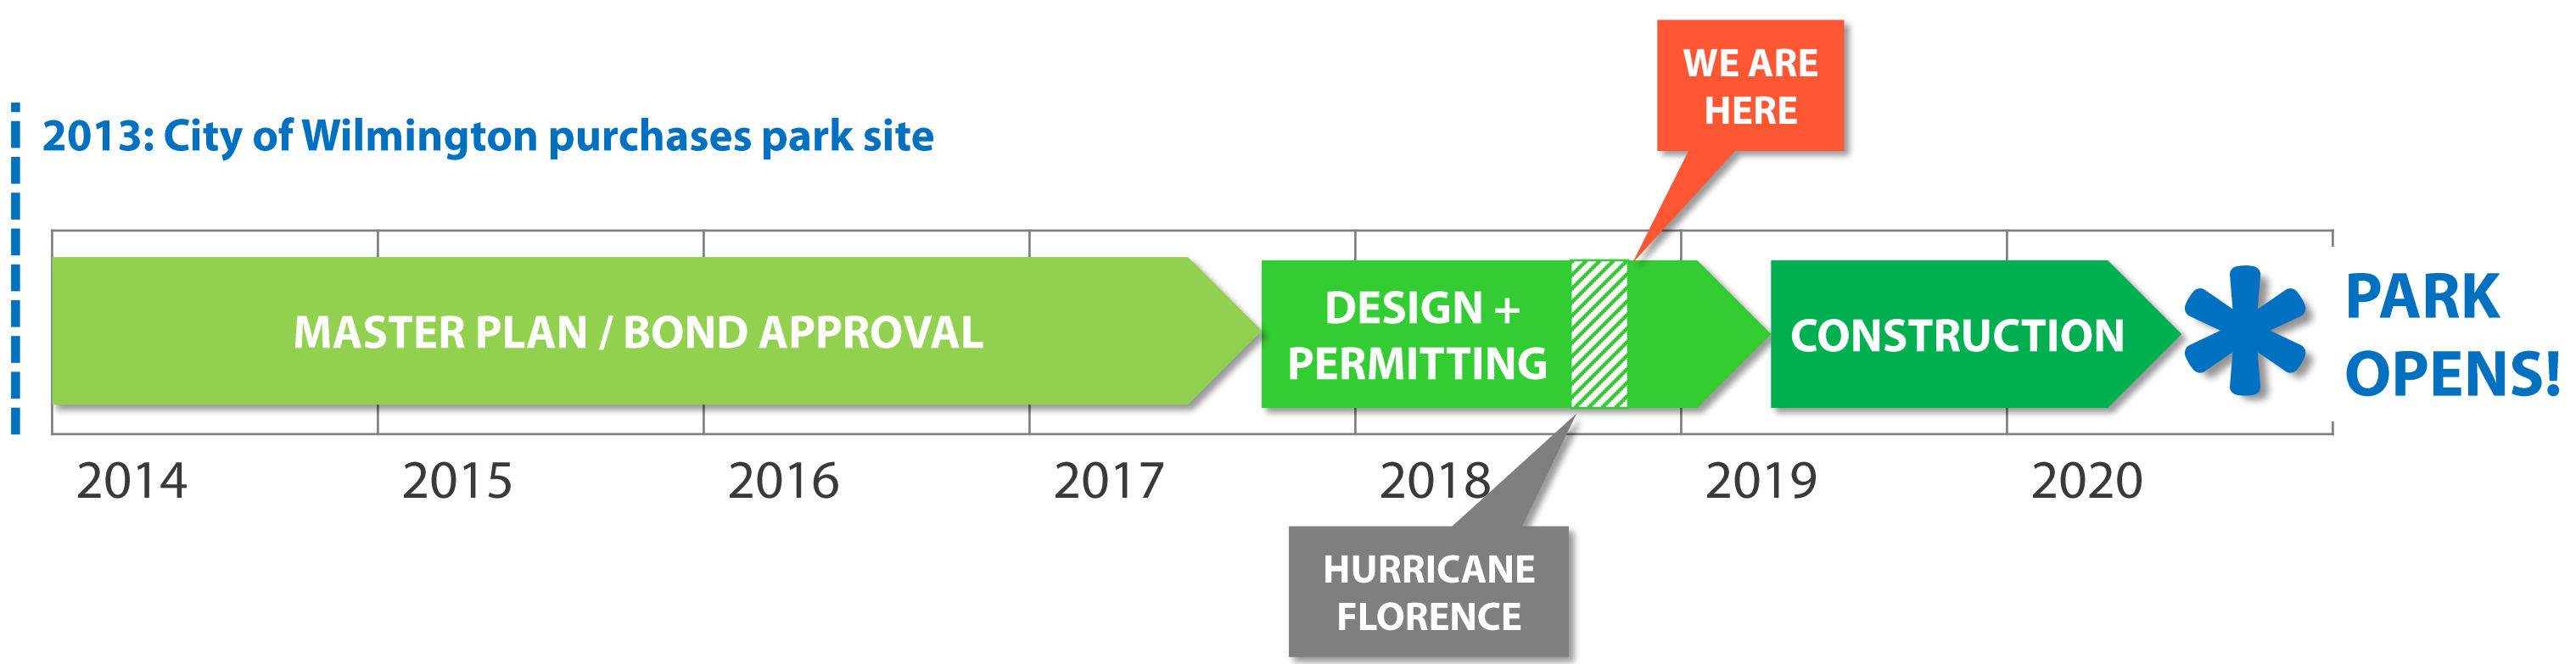 WE ARE
HERE
2013: City of Wilmington purchases park site
MASTER PLAN / BOND APPROVAL
DESIGN +
PERMITTING
CONSTRUCTION
PARK
OPENS!
2014
2015
2016
2017
2018
2019
2020
HURRICANE
FLORENCE